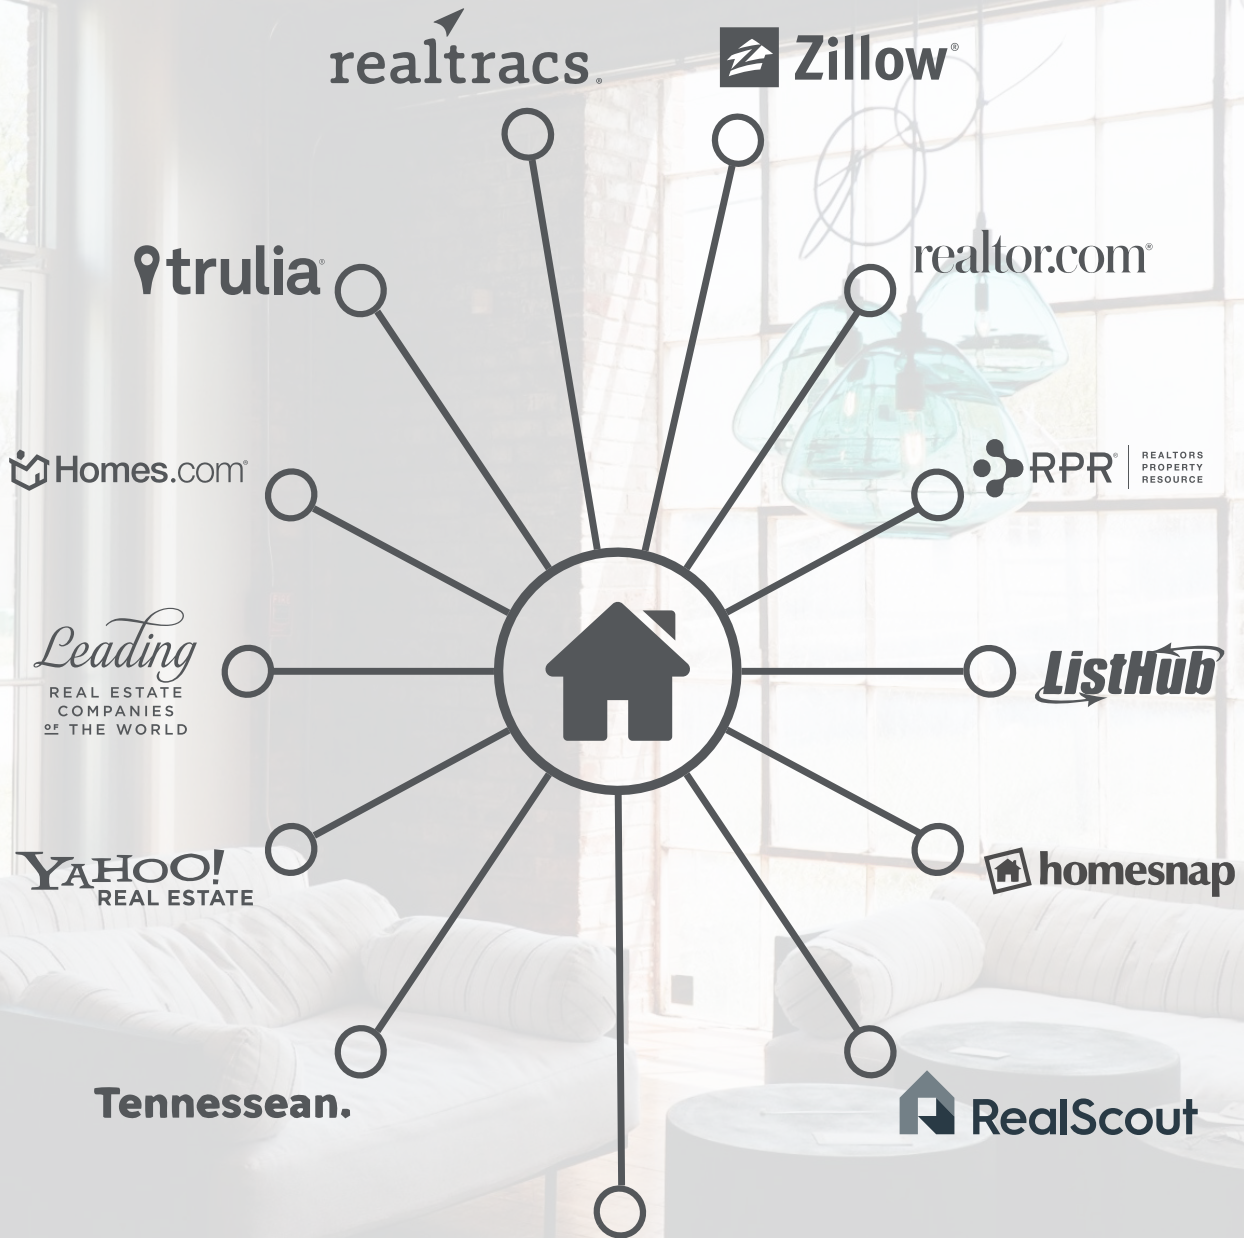 realtracs®
Zillow®
trulia®
realtor.com®
Homes.com®
RPR®
REALTORS
PROPERTY
RESOURCE
Leading
REAL ESTATE
COMPANIES
OF THE WORLD
ListHub
YAHOO!
REAL ESTATE
homesnap
Tennessean.
RealScout